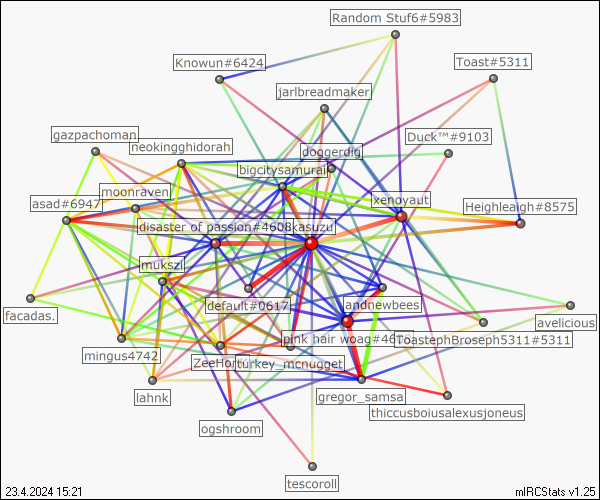 Random Stuf6#5983
Knowun#6424
Toast#5311
jarlbreadmaker
gazpachoman
Duck™#9103
neokingghidorah
doggerdig
bigcitysamurai
moonraven
asad#6947
xenoyaut
Heighleaigh#8575
disaster of passion#4608
kasuzu
mukszi
default#0617
andnewbees
facadas.
avelicious
pink hair woag#46
ToastephBroseph5311#5311
mingus4742
ZeeHor
turkey_mcnugget
lahnk
gregor_samsa
thiccusboiusalexusjoneus
ogshroom
tescoroll
23.4.2024 15:21
mIRCStats v1.25